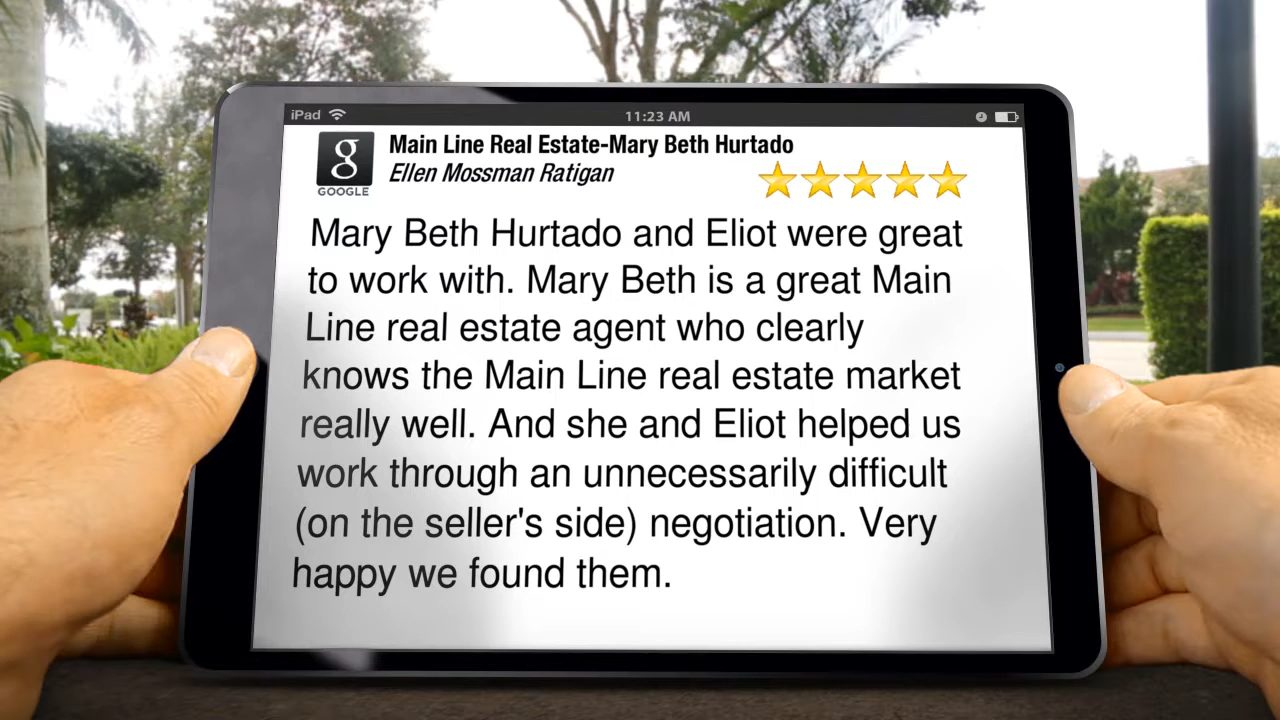 iPad 11:23 AM
g
GOOGLE
Main Line Real Estate-Mary Beth Hurtado
Ellen Mossman Ratigan
Mary Beth Hurtado and Eliot were great
to work with. Mary Beth is a great Main
Line real estate agent who clearly
knows the Main Line real estate market
really well. And she and Eliot helped us
work through an unnecessarily difficult
(on the seller's side) negotiation. Very
happy we found them.